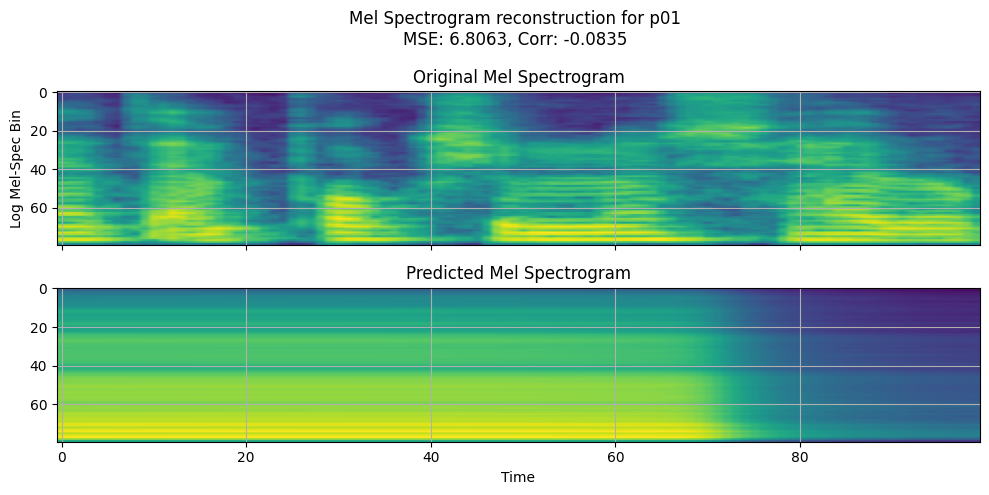 Mel Spectrogram reconstruction for p01
MSE: 6.8063, Corr: -0.0835
Original Mel Spectrogram
0
20
40
60
Log Mel-Spec Bin
Predicted Mel Spectrogram
0
20
40
60
0 20 40 60 80
Time